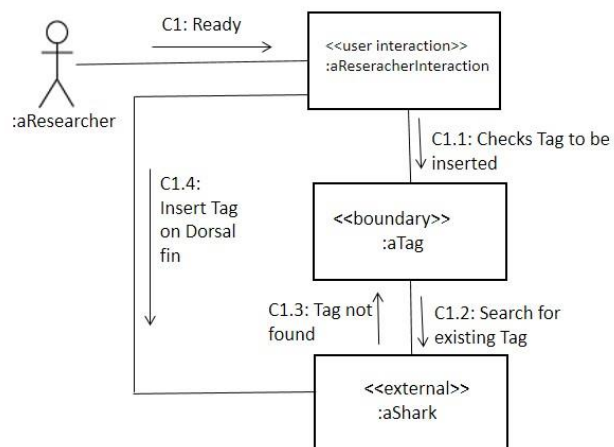 C1: Ready
<<user interaction>>
:aReseracherInteraction
:aResearcher
C1.1: Checks Tag to be
inserted
C1.4:
Insert Tag
on Dorsal
fin
<<boundary>>
:aTag
C1.3: Tag not
found
C1.2: Search for
existing Tag
<<external>>
:aShark